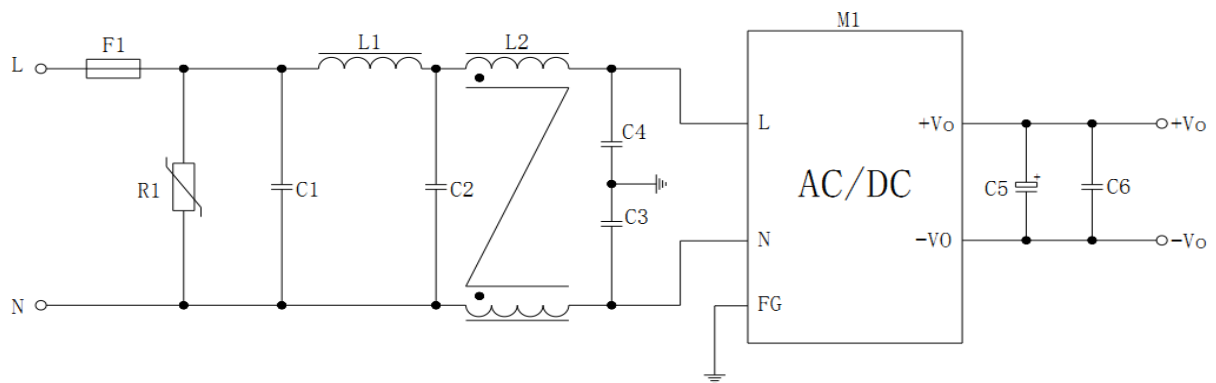 M1
F1
L1
L2
L
C4
L
+Vo
+Vo
R1
C1
C2
AC/DC
C5
+
C6
C3
N
-VO
-Vo
N
FG